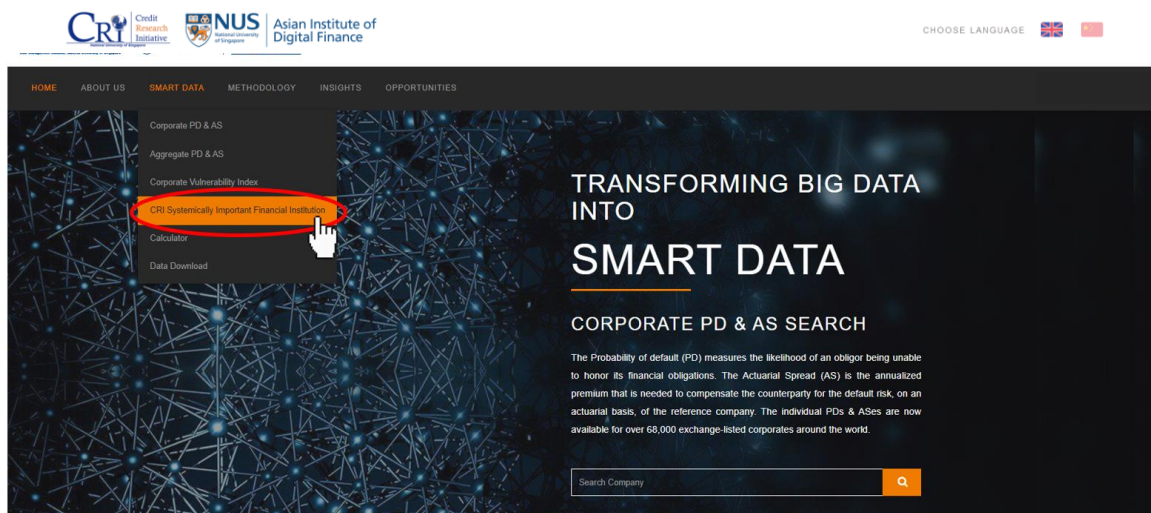 CRI Credit
Research
Initiative
National University of Singapore
NUS
National University
of Singapore
Asian Institute of
Digital Finance
CHOOSE LANGUAGE
HOME ABOUT US SMART DATA METHODOLOGY INSIGHTS OPPORTUNITIES
Corporate PD & AS
Aggregate PD & AS
Corporate Vulnerability Index
CRI Systemically Important Financial Institution
Calculator
Data Download
TRANSFORMING BIG DATA
INTO
SMART DATA
CORPORATE PD & AS SEARCH
The Probability of default (PD) measures the likelihood of an obligor being unable
to honor its financial obligations. The Actuarial Spread (AS) is the annualized
premium that is needed to compensate the counterparty for the default risk, on an
actuarial basis, of the reference company. The individual PDs & ASes are now
available for over 68,000 exchange-listed corporates around the world.
Search Company